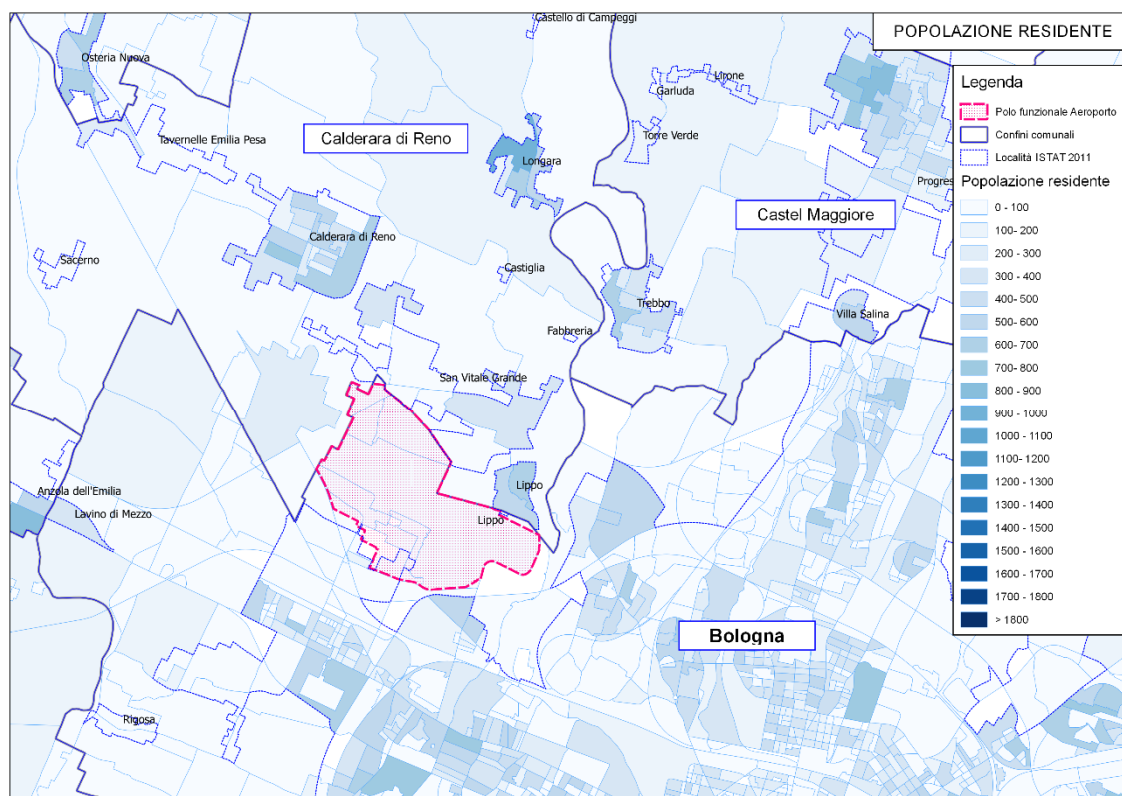 POPOLAZIONE RESIDENTE
Castello di Campeggi
Osteria Nuova
Lirone
Garluda
Tavernelle Emilia Pesa
Calderara di Reno
Torre Verde
Longara
Progres
Castel Maggiore
Calderara di Reno
Sacerno
Castiglia
Trebbo
Villa Salina
Fabbreria
San Vitale Grande
Anzola dell'Emilia
Lavino di Mezzo
Lippo
Lippo
Bologna
Rigosa
Legenda
Polo funzionale Aeroporto
Confini comunali
Località ISTAT 2011
Popolazione residente
0 - 100
100- 200
200 - 300
300 - 400
400- 500
500- 600
600- 700
700- 800
800 - 900
900 - 1000
1000 - 1100
1100- 1200
1200 - 1300
1300 - 1400
1400 - 1500
1500 - 1600
1600 - 1700
1700 - 1800
> 1800